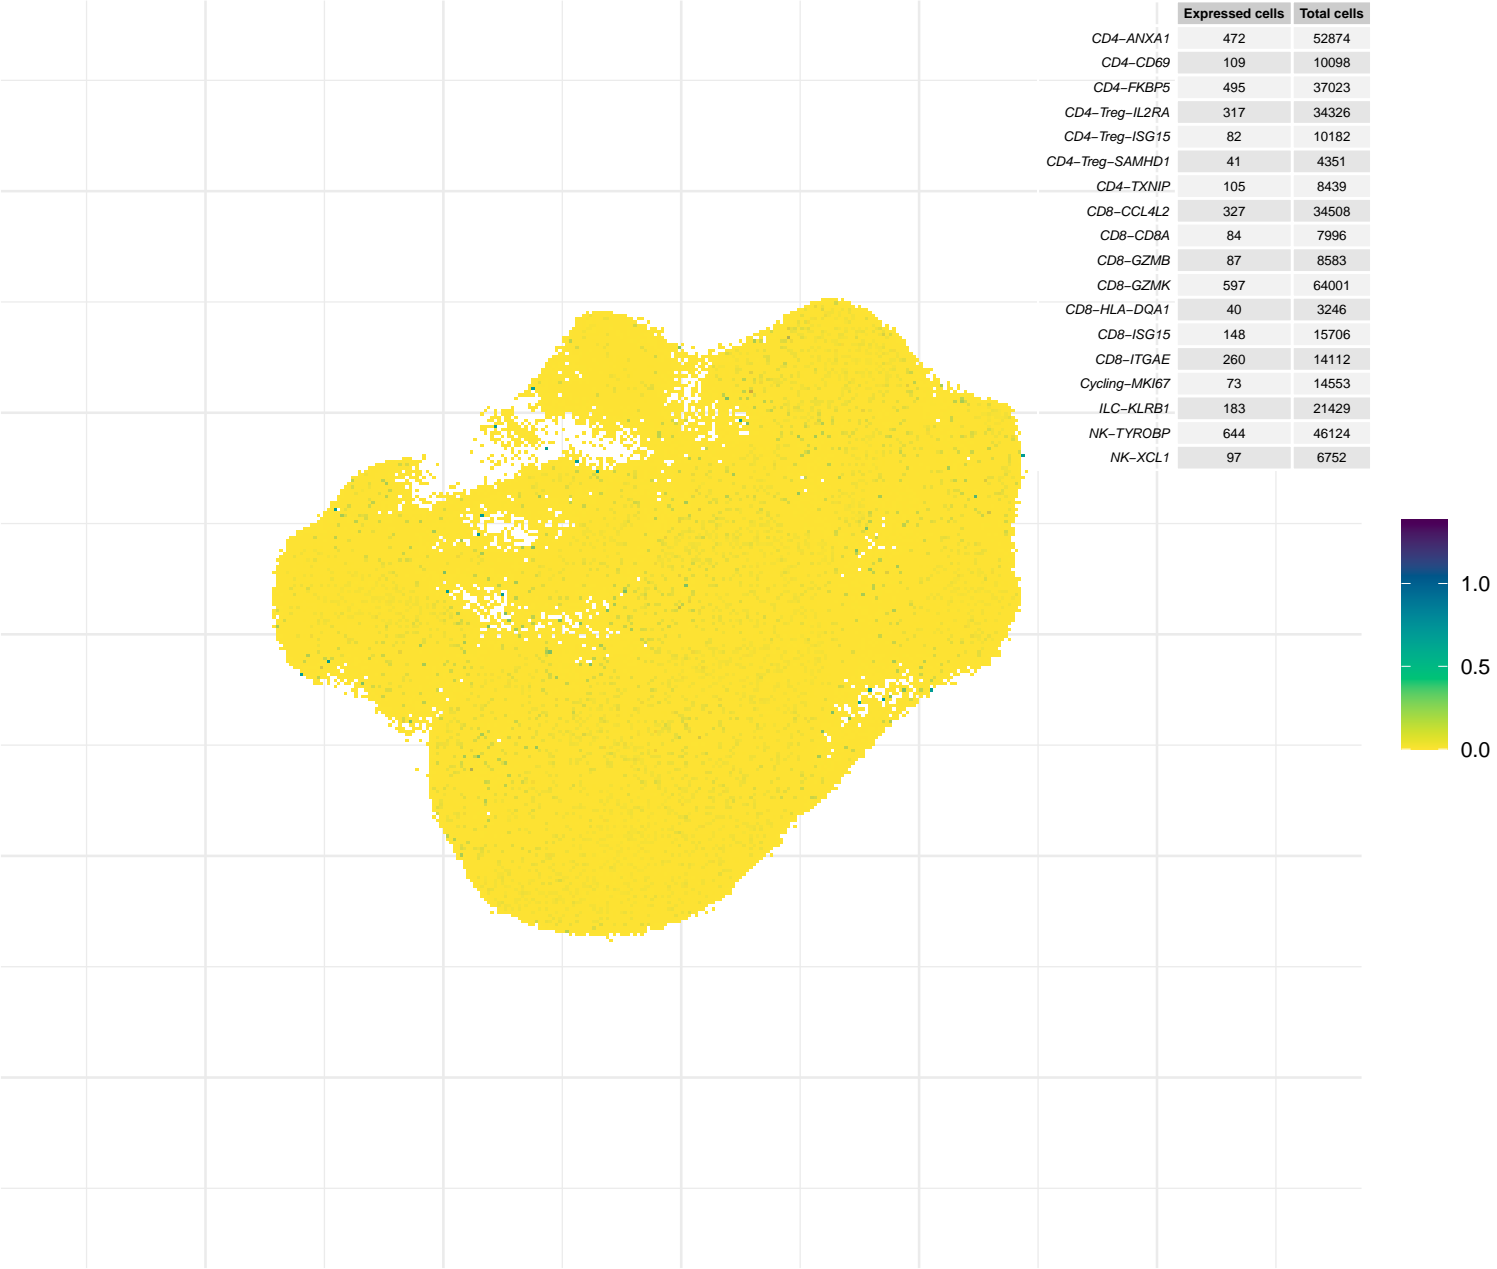 Expressed cells Total cells
CD4−ANXA1 472 52874
CD4−CD69 109 10098
CD4−FKBP5 495 37023
CD4−Treg−IL2RA 317 34326
CD4−Treg−ISG15 82 10182
CD4−Treg−SAMHD1 41 4351
CD4−TXNIP 105 8439
CD8−CCL4L2 327 34508
CD8−CD8A 84 7996
CD8−GZMB 87 8583
CD8−GZMK 597 64001
CD8−HLA−DQA1 40 3246
CD8−ISG15 148 15706
CD8−ITGAE 260 14112
Cycling−MKI67 73 14553
ILC−KLRB1 183 21429
NK−TYROBP 644 46124
NK−XCL1 97 6752
1.0
0.5
0.0